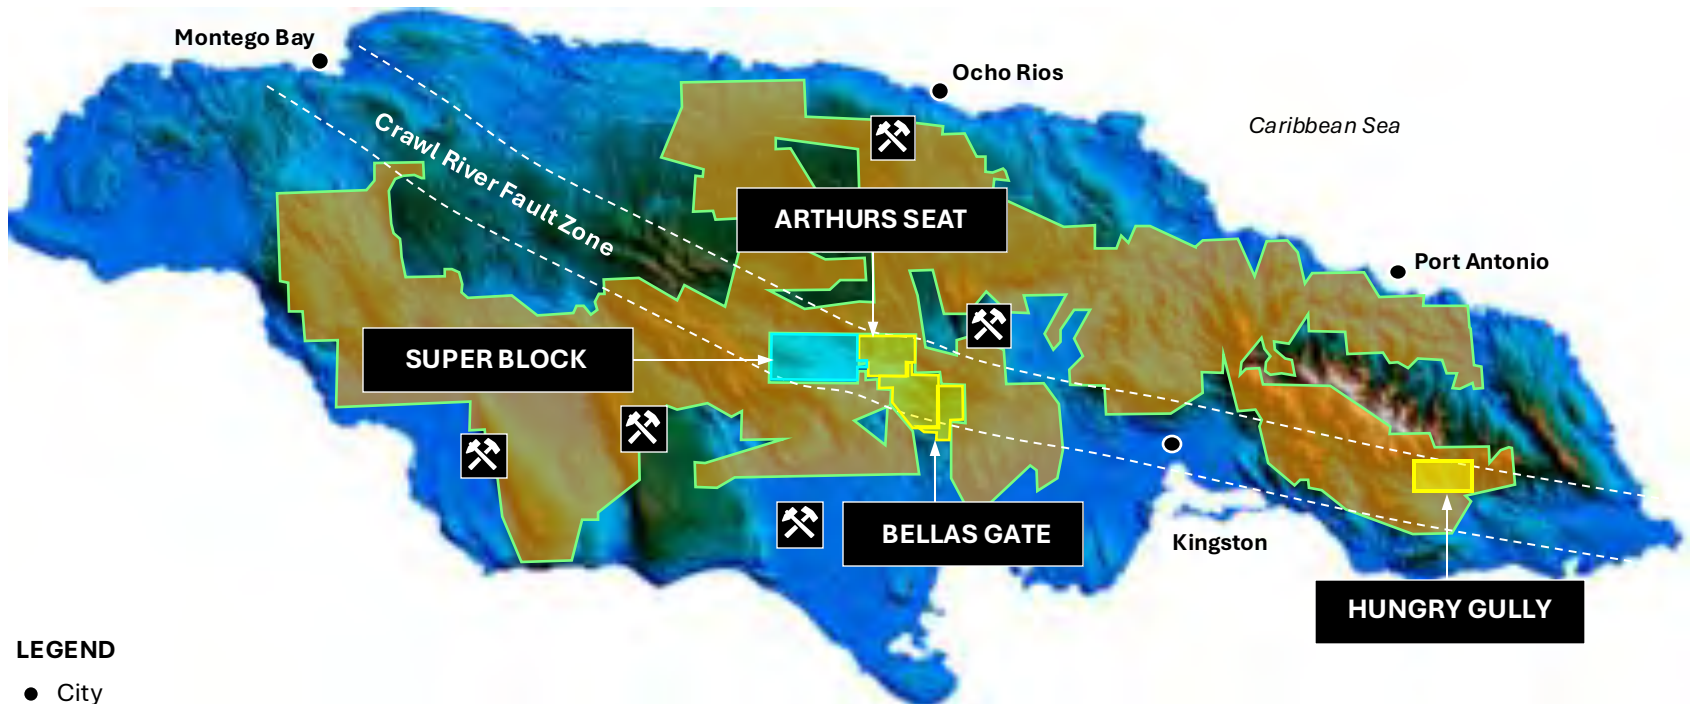 Montego Bay
Ocho Rios
Caribbean Sea
Crawl River Fault Zone
ARTHURS SEAT
Port Antonio
SUPER BLOCK
BELLAS GATE
Kingston
HUNGRY GULLY
LEGEND
City